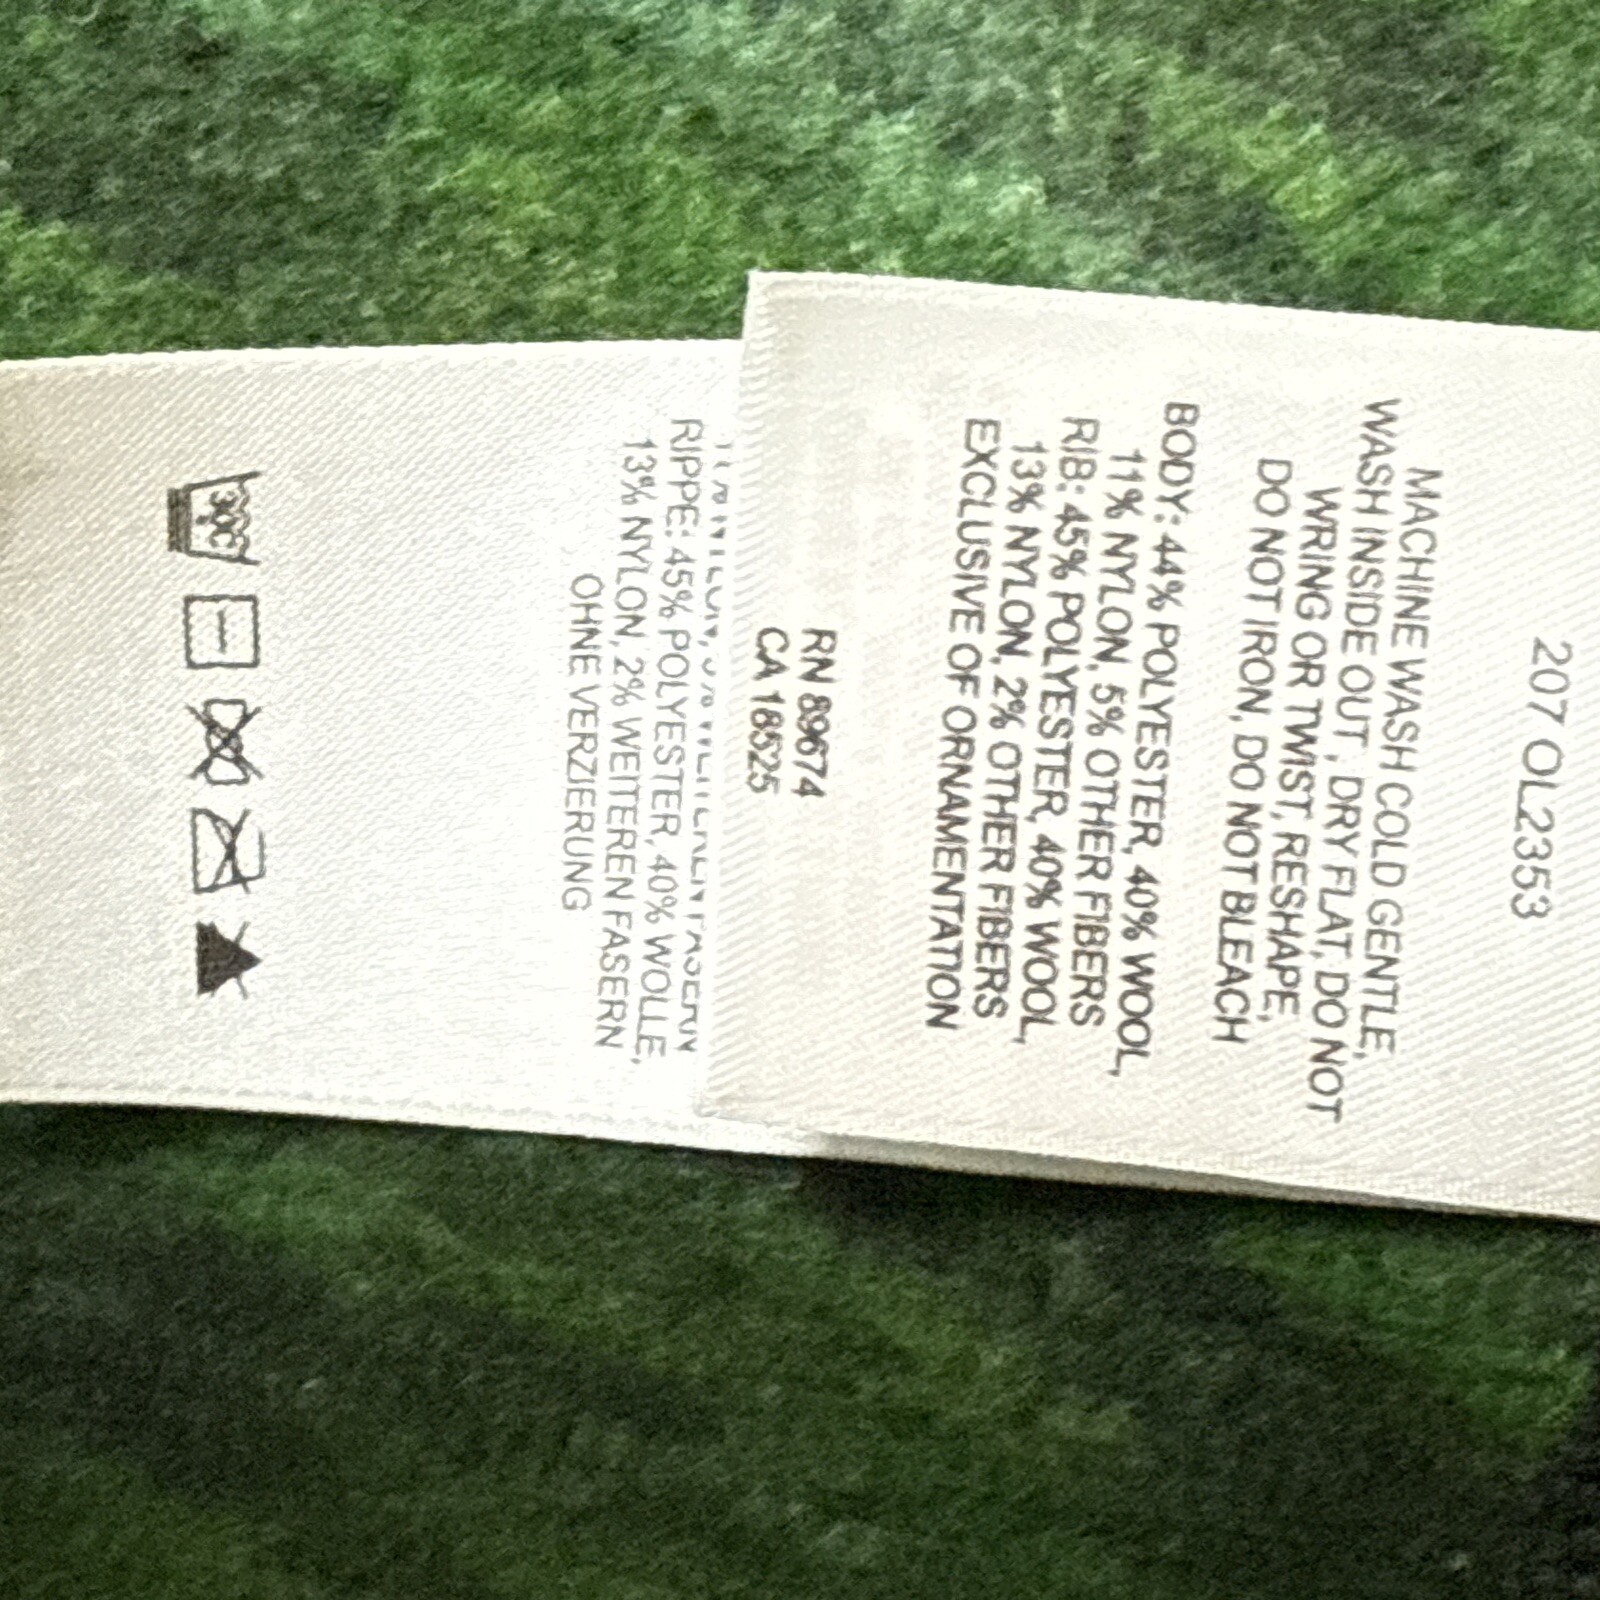 207 OL2353
MACHINE WASH COLD GENTLE,
WASH INSIDE OUT, DRY FLAT, DO NOT
WRING OR TWIST, RESHAPE,
DO NOT IRON, DO NOT BLEACH
BODY: 44% POLYESTER, 40% WOOL,
11% NYLON, 5% OTHER FIBERS
RIB: 45% POLYESTER, 40% WOOL,
13% NYLON, 2% OTHER FIBERS
EXCLUSIVE OF ORNAMENTATION
RN 89674
CA 18525
RIPPE: 45% POLYESTER, 40% WOLLE,
13% NYLON, 2% WEITEREN FASERN
OHNE VERZIERUNG
30C